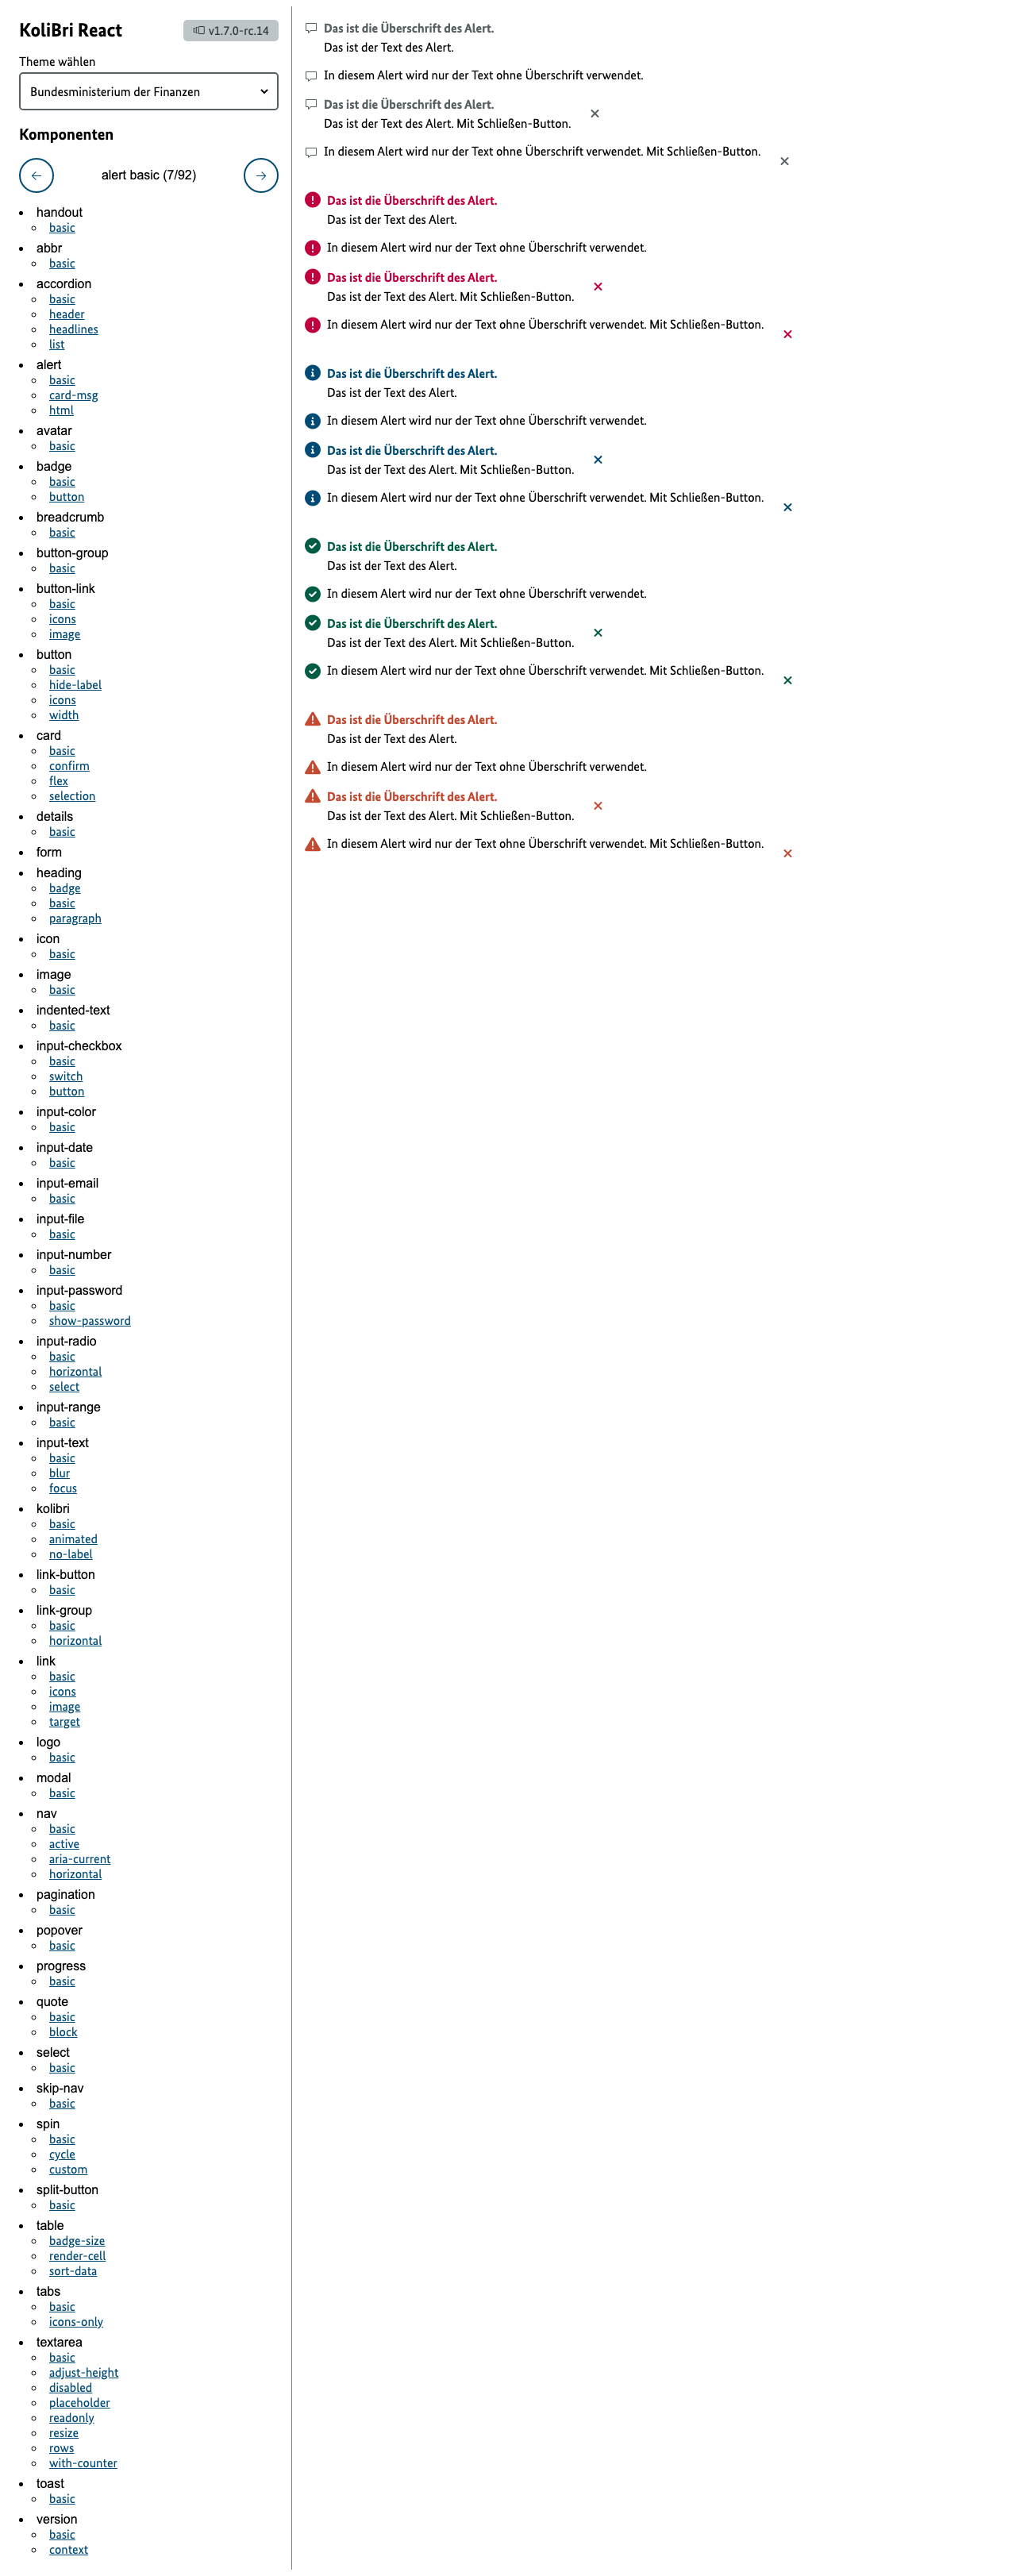 KoliBri React
v1.7.0-rc.14
Theme wählen
Bundesministerium der Finanzen
Komponenten
alert basic (7/92)
handout
basic
abbr
basic
accordion
basic
header
headlines
list
alert
basic
card-msg
html
avatar
basic
badge
basic
button
breadcrumb
basic
button-group
basic
button-link
basic
icons
image
button
basic
hide-label
icons
width
card
basic
confirm
flex
selection
details
basic
form
heading
badge
basic
paragraph
icon
basic
image
basic
indented-text
basic
input-checkbox
basic
switch
button
input-color
basic
input-date
basic
input-email
basic
input-file
basic
input-number
basic
input-password
basic
show-password
input-radio
basic
horizontal
select
input-range
basic
input-text
basic
blur
focus
kolibri
basic
animated
no-label
link-button
basic
link-group
basic
horizontal
link
basic
icons
image
target
logo
basic
modal
basic
nav
basic
active
aria-current
horizontal
pagination
basic
popover
basic
progress
basic
quote
basic
block
select
basic
skip-nav
basic
spin
basic
cycle
custom
split-button
basic
table
badge-size
render-cell
sort-data
tabs
basic
icons-only
textarea
basic
adjust-height
disabled
placeholder
readonly
resize
rows
with-counter
toast
basic
version
basic
context
Das ist die Überschrift des Alert.
Das ist der Text des Alert.
In diesem Alert wird nur der Text ohne Überschrift verwendet.
Das ist die Überschrift des Alert.
Das ist der Text des Alert. Mit Schließen-Button.
In diesem Alert wird nur der Text ohne Überschrift verwendet. Mit Schließen-Button.
Das ist die Überschrift des Alert.
Das ist der Text des Alert.
In diesem Alert wird nur der Text ohne Überschrift verwendet.
Das ist die Überschrift des Alert.
Das ist der Text des Alert. Mit Schließen-Button.
In diesem Alert wird nur der Text ohne Überschrift verwendet. Mit Schließen-Button.
Das ist die Überschrift des Alert.
Das ist der Text des Alert.
In diesem Alert wird nur der Text ohne Überschrift verwendet.
Das ist die Überschrift des Alert.
Das ist der Text des Alert. Mit Schließen-Button.
In diesem Alert wird nur der Text ohne Überschrift verwendet. Mit Schließen-Button.
Das ist die Überschrift des Alert.
Das ist der Text des Alert.
In diesem Alert wird nur der Text ohne Überschrift verwendet.
Das ist die Überschrift des Alert.
Das ist der Text des Alert. Mit Schließen-Button.
In diesem Alert wird nur der Text ohne Überschrift verwendet. Mit Schließen-Button.
Das ist die Überschrift des Alert.
Das ist der Text des Alert.
In diesem Alert wird nur der Text ohne Überschrift verwendet.
Das ist die Überschrift des Alert.
Das ist der Text des Alert. Mit Schließen-Button.
In diesem Alert wird nur der Text ohne Überschrift verwendet. Mit Schließen-Button.